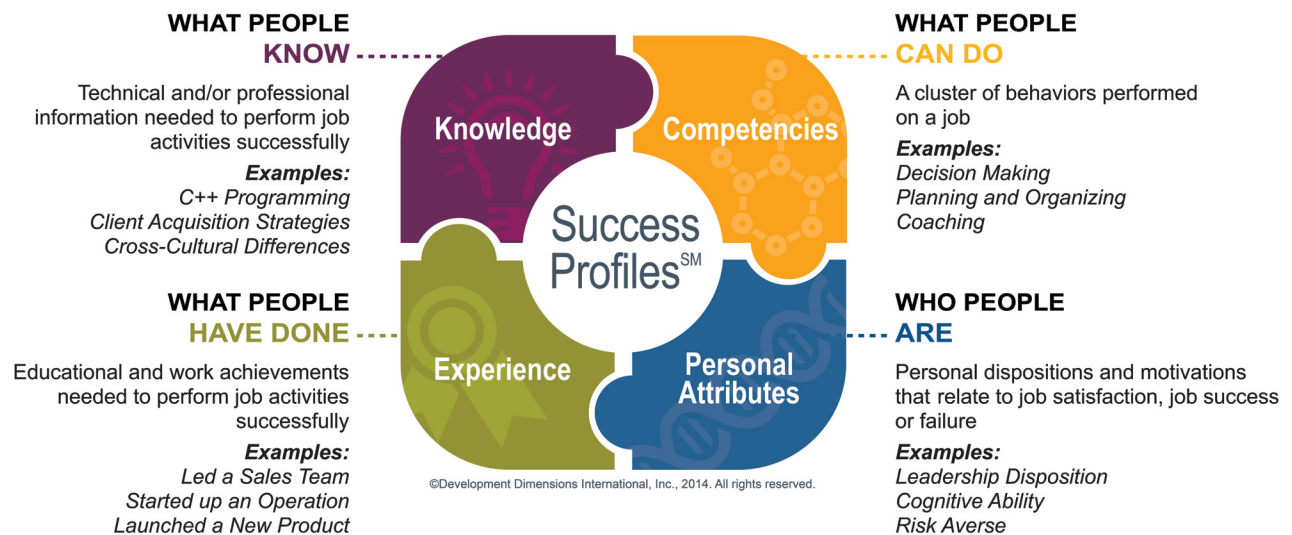 WHAT PEOPLE
KNOW
Technical and/or professional
information needed to perform job
activities successfully
Examples:
C++ Programming
Client Acquisition Strategies
Cross-Cultural Differences
WHAT PEOPLE
CAN DO
A cluster of behaviors performed
on a job
Examples:
Decision Making
Planning and Organizing
Coaching
Knowledge
Competencies
Success
Profiles℠
Experience
Personal
Attributes
WHAT PEOPLE
HAVE DONE
Educational and work achievements
needed to perform job activities
successfully
Examples:
Led a Sales Team
Started up an Operation
Launched a New Product
WHO PEOPLE
ARE
Personal dispositions and motivations
that relate to job satisfaction, job success
or failure
Examples:
Leadership Disposition
Cognitive Ability
Risk Averse
©Development Dimensions International, Inc., 2014. All rights reserved.